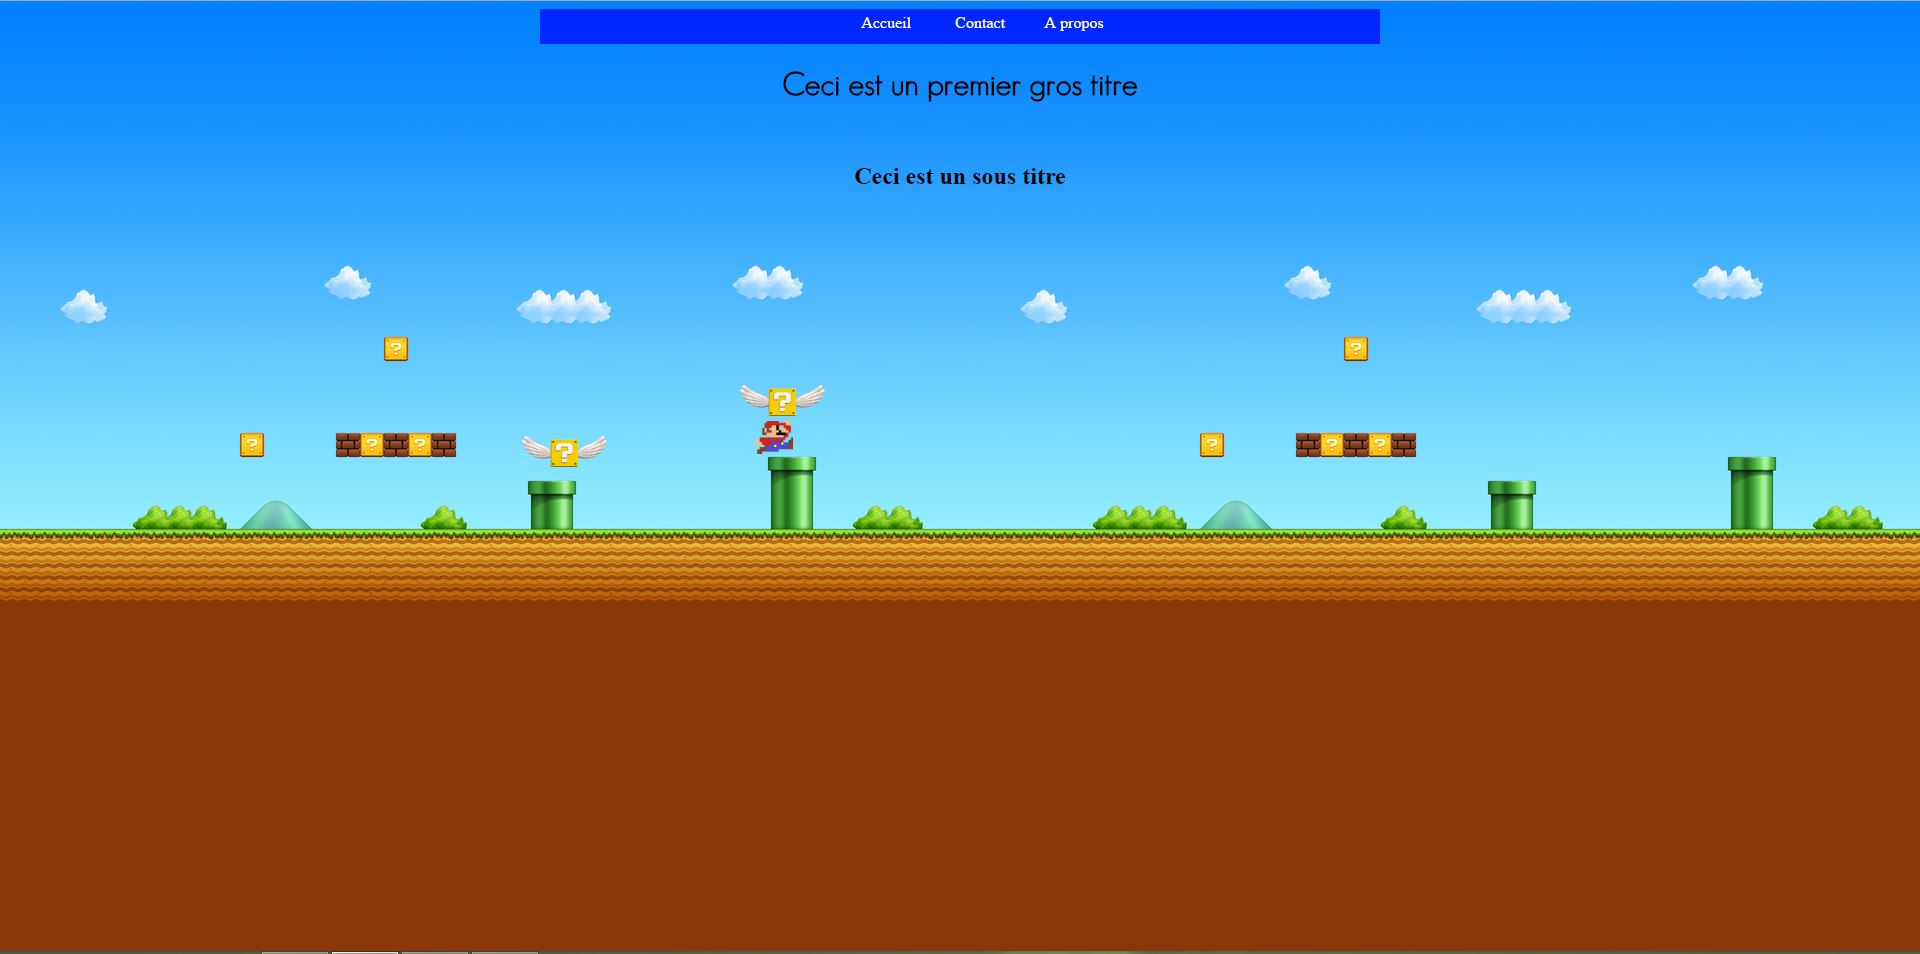 Accueil Contact A propos
Ceci est un premier gros titre
Ceci est un sous titre
?
?
?
? ? ? ? ? ?
?